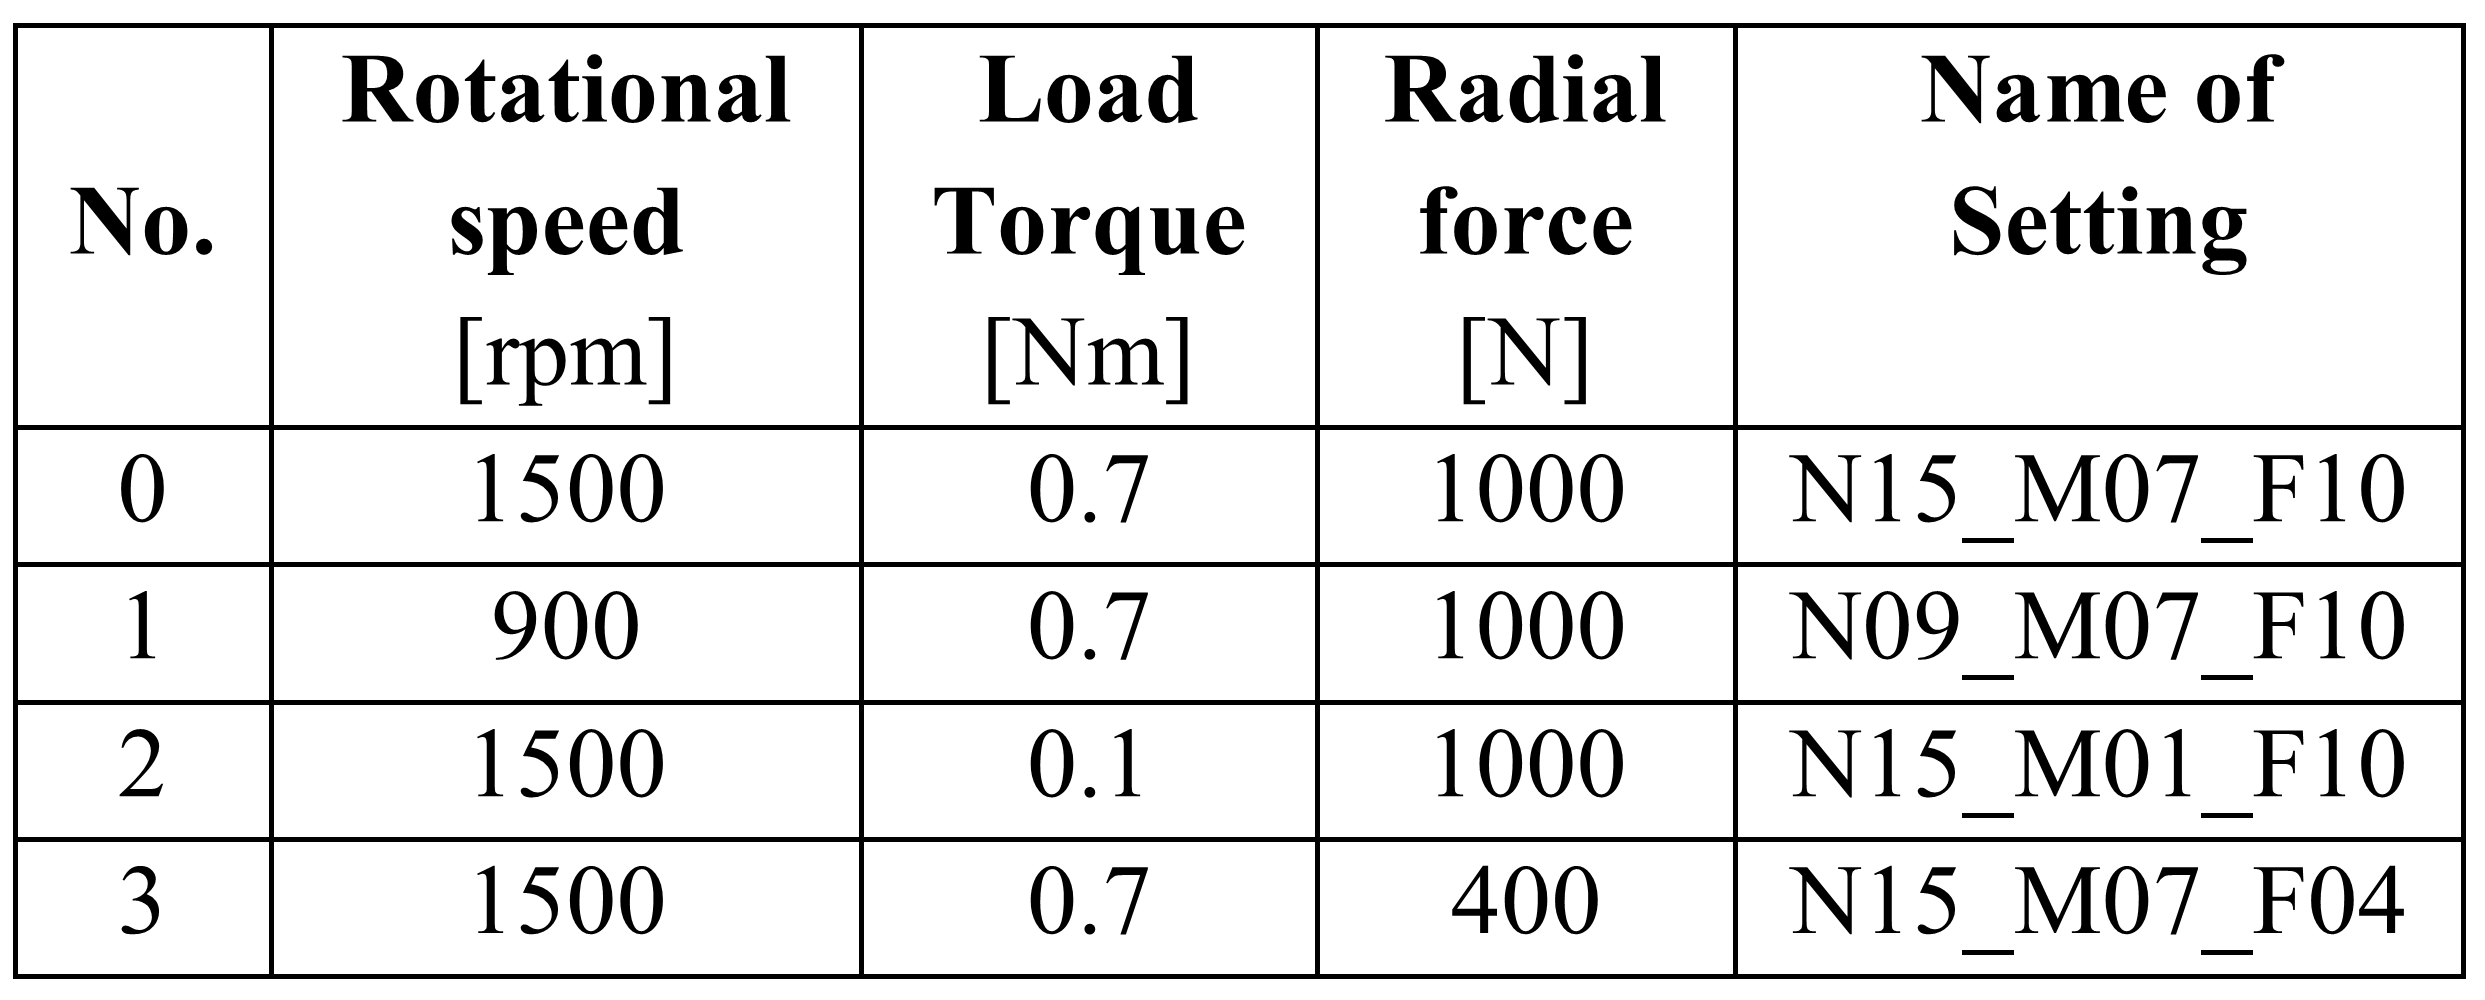 No. Rotational speed [rpm] Load Torque [Nm] Radial force [N] Name of Setting
0 1500 0.7 1000 N15_M07_F10
1 900 0.7 1000 N09_M07_F10
2 1500 0.1 1000 N15_M01_F10
3 1500 0.7 400 N15_M07_F04